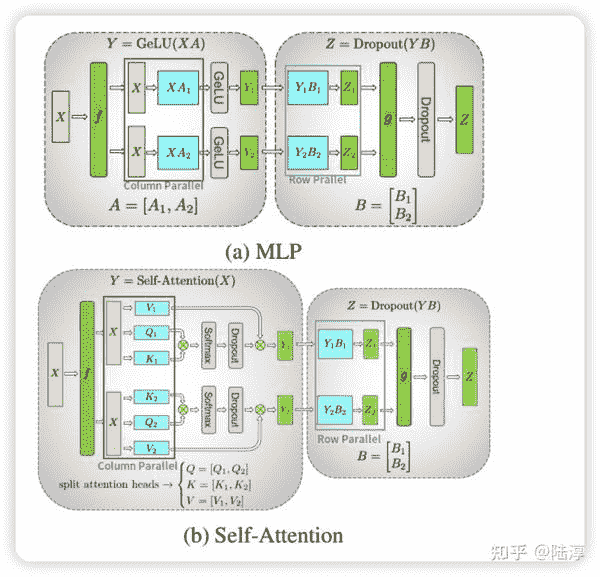 Y = GeLU(XA)
Z = Dropout(YB)
X
f
X
XA₁
GeLU
Y₁
Y₁B₁
Z₁
g
Dropout
Z
X
XA₂
GeLU
Y₂
Y₂B₂
Z₂
Column Parallel
Row Prallel
A = [A₁, A₂]
B = [B₁
B₂]
(a) MLP
Y = Self-Attention(X)
Z = Dropout(YB)
X
f
X
V₁
Q₁
K₁
Softmax
Dropout
Y₁
Y₁B₁
Z₁
g
Dropout
Z
X
K₂
Q₂
V₂
Softmax
Dropout
Y₂
Y₂B₂
Z₂
Column Parallel
Row Parallel
split attention heads → { Q = [Q₁, Q₂]
K = [K₁, K₂]
V = [V₁, V₂]
B = [B₁
B₂]
(b) Self-Attention
知乎 @陆淳